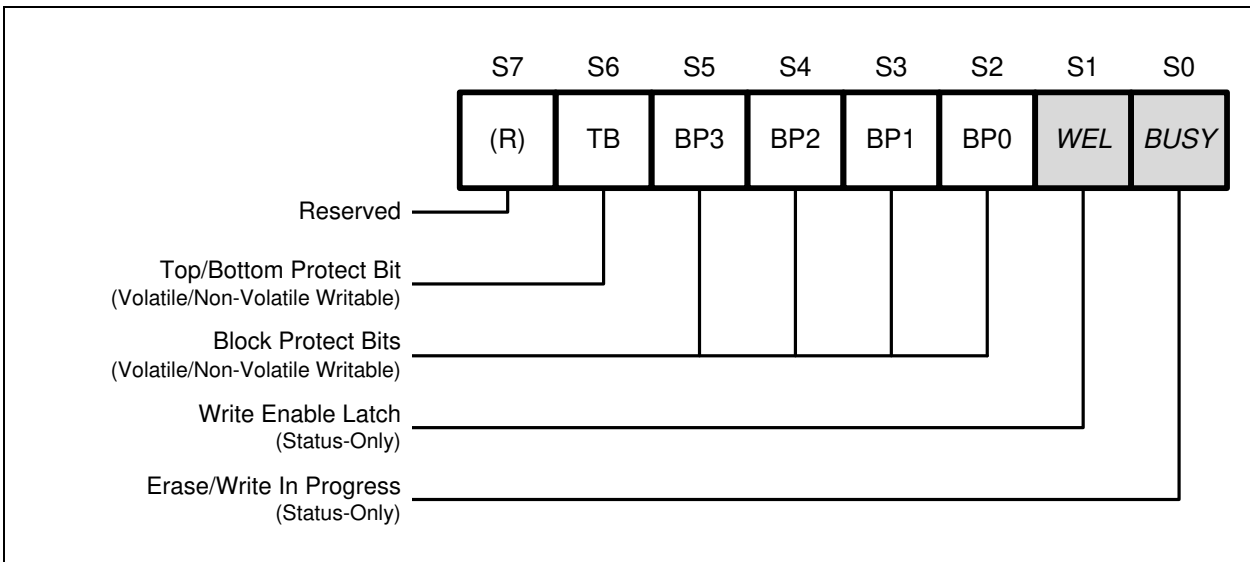 S7 S6 S5 S4 S3 S2 S1 S0
(R) TB BP3 BP2 BP1 BP0 WEL BUSY
Reserved
Top/Bottom Protect Bit
(Volatile/Non-Volatile Writable)
Block Protect Bits
(Volatile/Non-Volatile Writable)
Write Enable Latch
(Status-Only)
Erase/Write In Progress
(Status-Only)